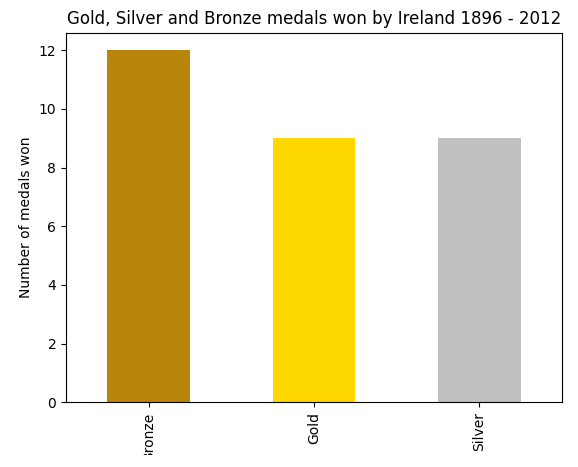 Gold, Silver and Bronze medals won by Ireland 1896 - 2012
12
10
8
6
4
2
0
Number of medals won
Bronze
Gold
Silver